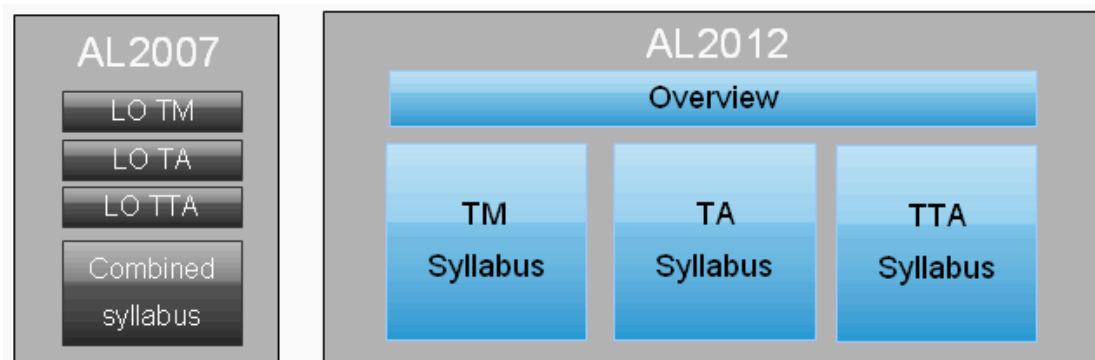 AL2007
LO TM
LO TA
LO TTA
Combined
syllabus
AL2012
Overview
TM
Syllabus
TA
Syllabus
TTA
Syllabus